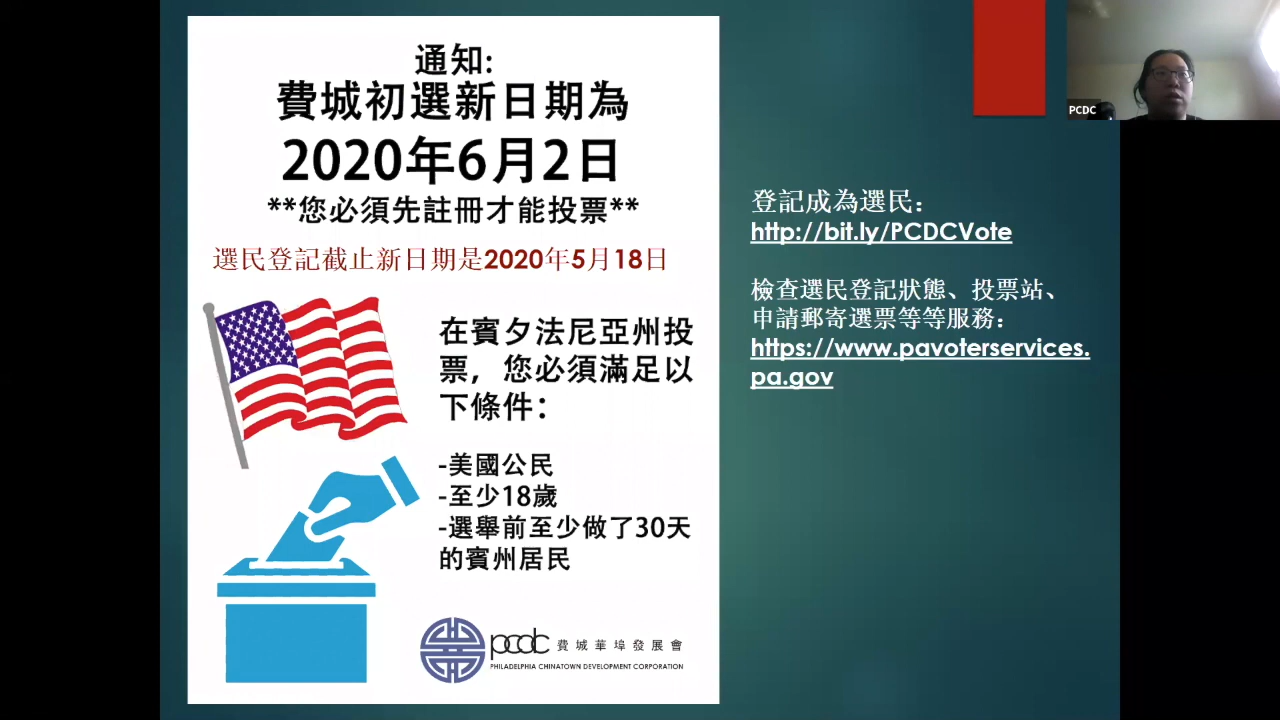 通知:
費城初選新日期為
2020年6月2日
**您必須先註冊才能投票**
選民登記截止新日期是2020年5月18日
在賓夕法尼亞州投
票，您必須滿足以
下條件：
-美國公民
-至少18歲
-選舉前至少做了30天
的賓州居民
pcdc 費城華埠發展會
PHILADELPHIA CHINATOWN DEVELOPMENT CORPORATION
登記成為選民：
http://bit.ly/PCDCVote
檢查選民登記狀態、投票站、
申請郵寄選票等等服務：
https://www.pavoterservices.
pa.gov
PCDC